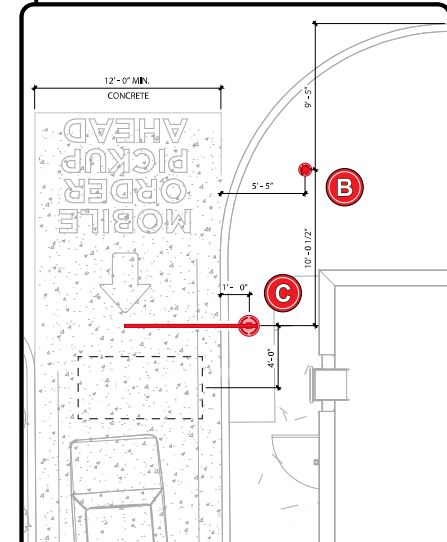 9'- 5"
12'- 0" MIN.
CONCRETE
MOBILE
ORDER
PICKUP
AHEAD
B
5'- 5"
10'- 0 1/2"
C
1'- 0"
4'-0"